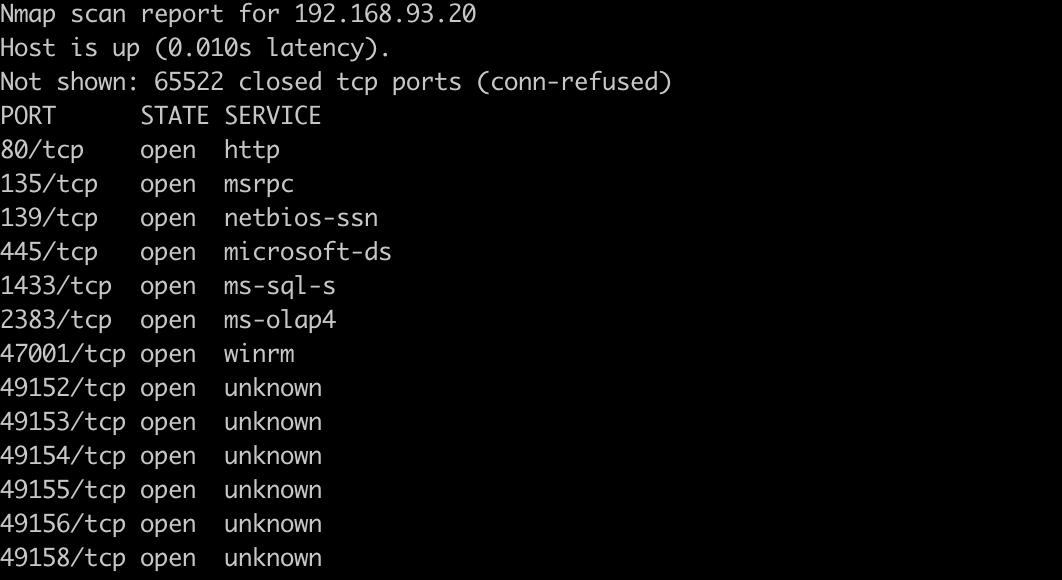 Nmap scan report for 192.168.93.20
Host is up (0.010s latency).
Not shown: 65522 closed tcp ports (conn-refused)
PORT      STATE SERVICE
80/tcp    open  http
135/tcp   open  msrpc
139/tcp   open  netbios-ssn
445/tcp   open  microsoft-ds
1433/tcp  open  ms-sql-s
2383/tcp  open  ms-olap4
47001/tcp open  winrm
49152/tcp open  unknown
49153/tcp open  unknown
49154/tcp open  unknown
49155/tcp open  unknown
49156/tcp open  unknown
49158/tcp open  unknown